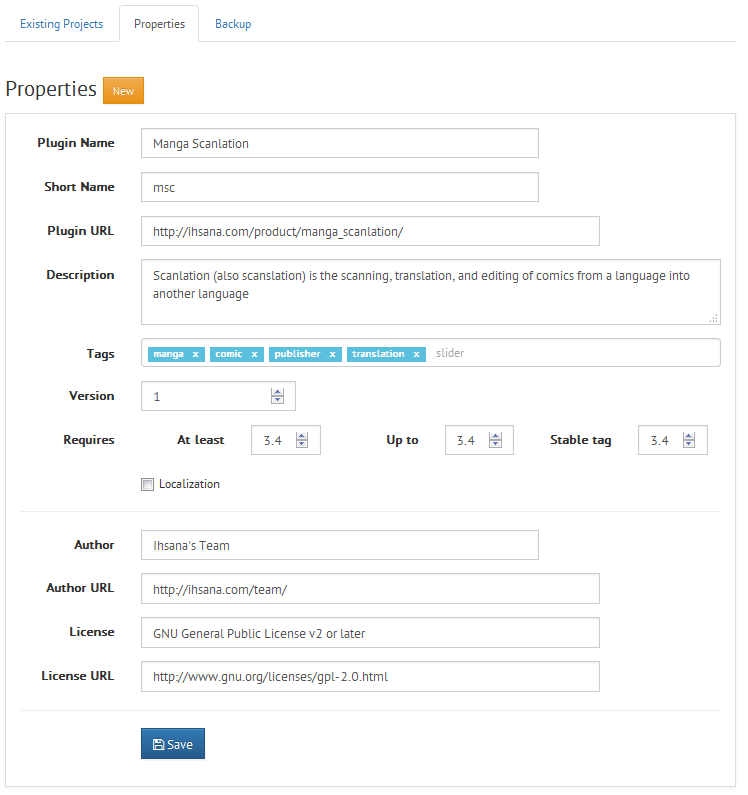 Existing Projects Properties Backup
Properties New
Plugin Name Manga Scanlation
Short Name msc
Plugin URL http://ihsana.com/product/manga_scanlation/
Description Scanlation (also scanslation) is the scanning, translation, and editing of comics from a language into
another language
Tags manga x comic x publisher x translation x slider
Version 1
Requires At least 3.4 Up to 3.4 Stable tag 3.4
Localization
Author Ihsana's Team
Author URL http://ihsana.com/team/
License GNU General Public License v2 or later
License URL http://www.gnu.org/licenses/gpl-2.0.html
Save